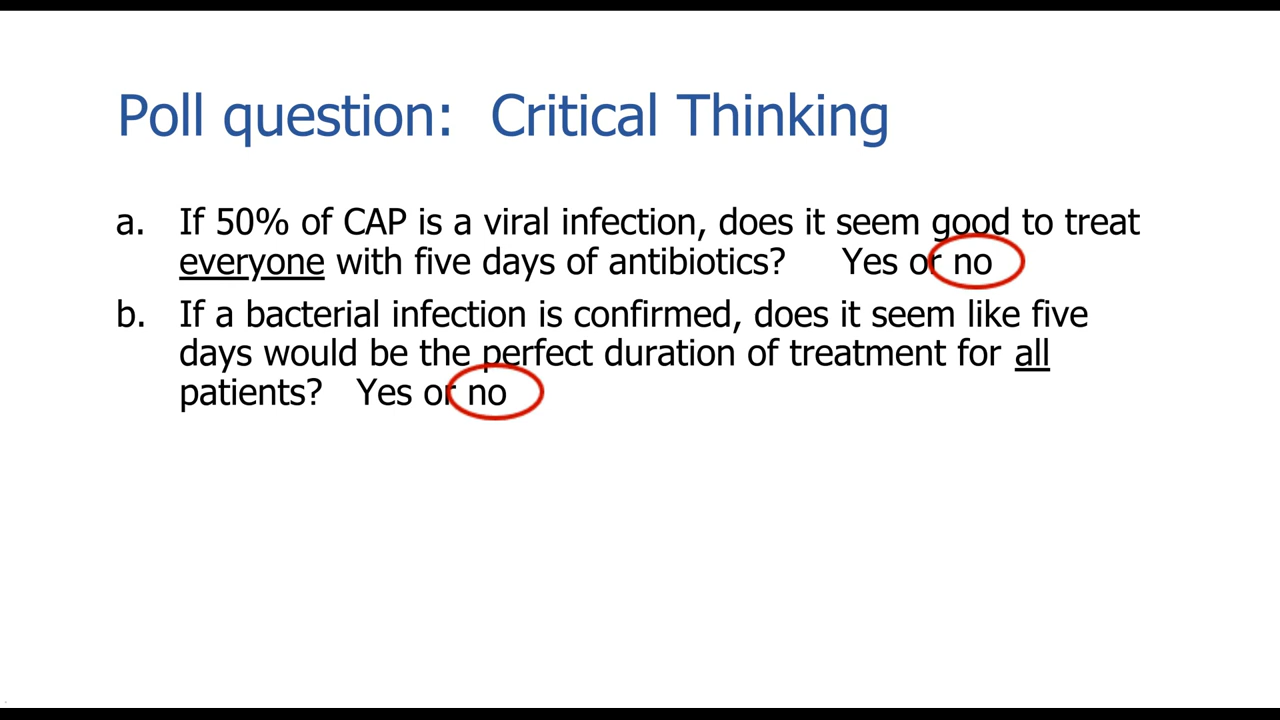 Poll question: Critical Thinking
a. If 50% of CAP is a viral infection, does it seem good to treat
everyone with five days of antibiotics? Yes or no
b. If a bacterial infection is confirmed, does it seem like five
days would be the perfect duration of treatment for all
patients? Yes or no